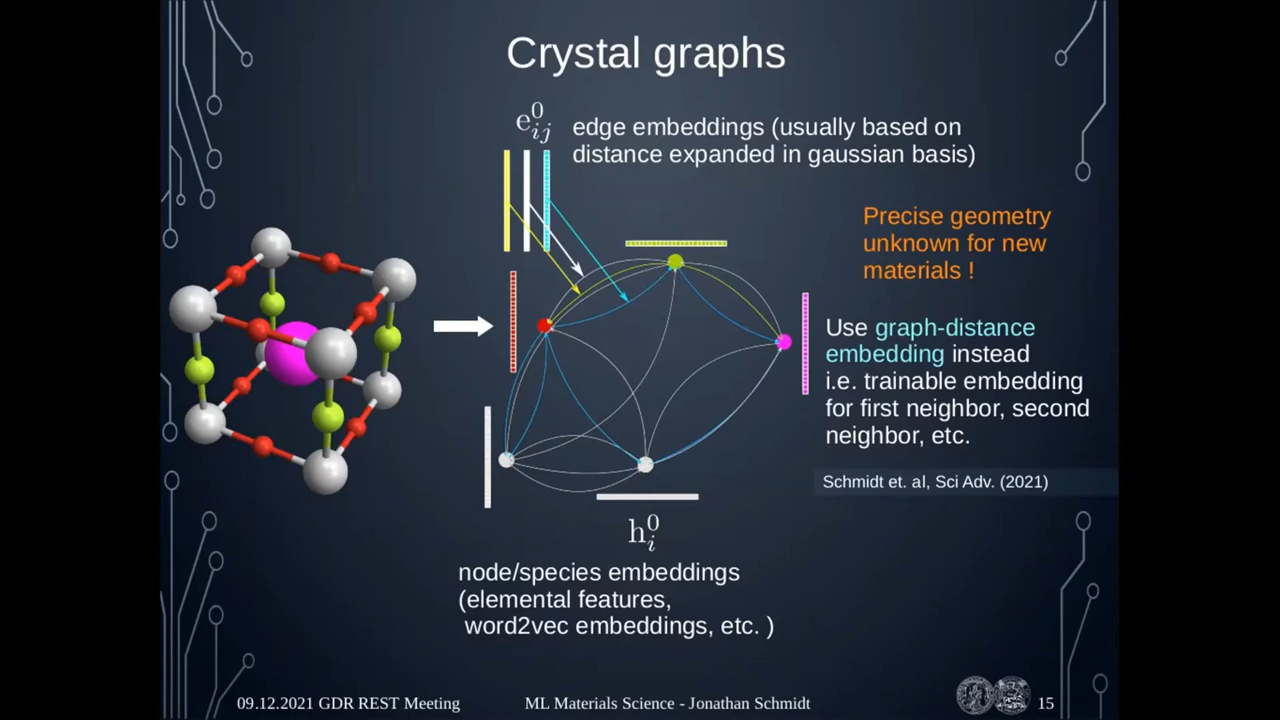 Crystal graphs
e⁰ᵢⱼ
edge embeddings (usually based on
distance expanded in gaussian basis)
Precise geometry
unknown for new
materials !
Use graph-distance
embedding instead
i.e. trainable embedding
for first neighbor, second
neighbor, etc.
Schmidt et. al, Sci Adv. (2021)
h⁰ᵢ
node/species embeddings
(elemental features,
word2vec embeddings, etc. )
09.12.2021 GDR REST Meeting
ML Materials Science - Jonathan Schmidt
15